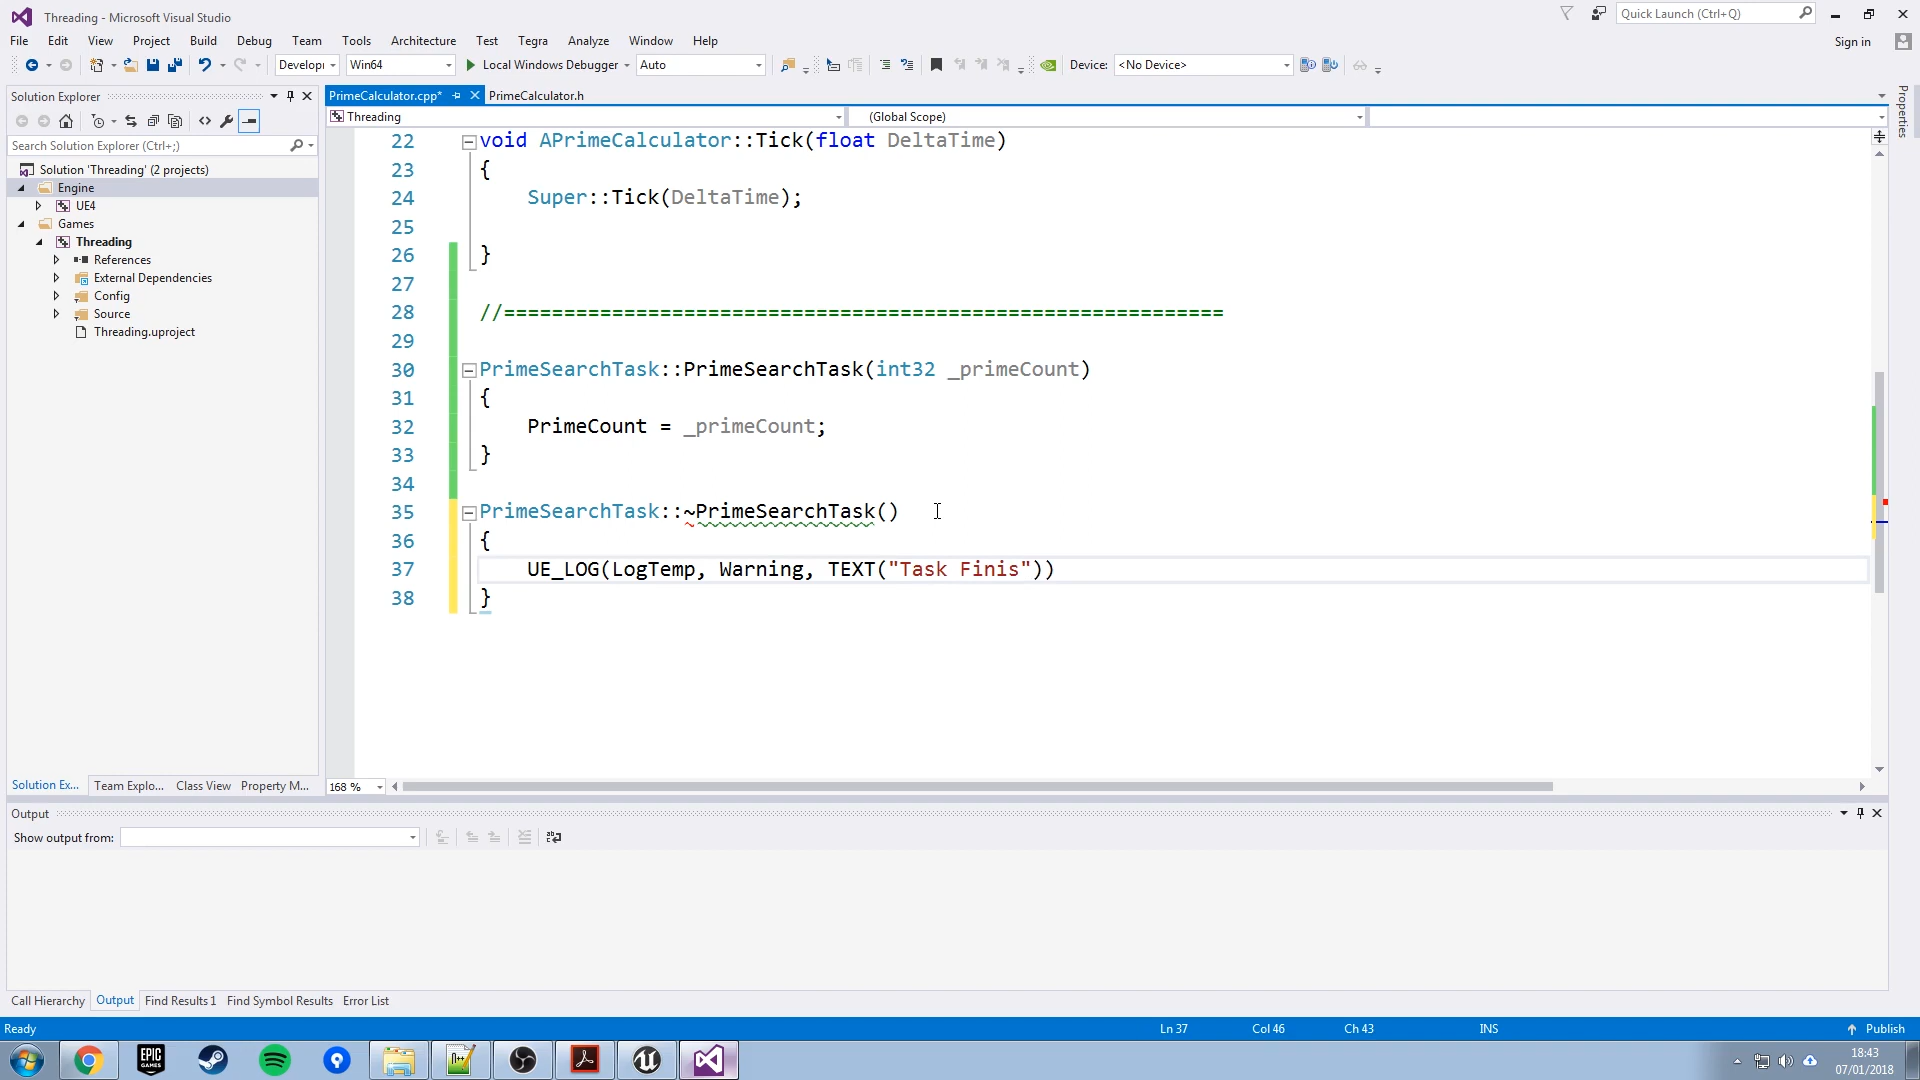 Threading - Microsoft Visual Studio
Quick Launch (Ctrl+Q)
File Edit View Project Build Debug Team Tools Architecture Test Tegra Analyze Window Help
Sign in
Developi Win64 Local Windows Debugger Auto Device: <No Device>
Solution Explorer
PrimeCalculator.cpp* PrimeCalculator.h
Properties
Threading (Global Scope)
Search Solution Explorer (Ctrl+;)
Solution 'Threading' (2 projects)
Engine
UE4
Games
Threading
References
External Dependencies
Config
Source
Threading.uproject
22 void APrimeCalculator::Tick(float DeltaTime)
23 {
24 Super::Tick(DeltaTime);
25
26 }
27
28 //============================================================
29
30 PrimeSearchTask::PrimeSearchTask(int32 _primeCount)
31 {
32 PrimeCount = _primeCount;
33 }
34
35 PrimeSearchTask::~PrimeSearchTask()
36 {
37 UE_LOG(LogTemp, Warning, TEXT("Task Finis"))
38 }
Solution Ex... Team Explo... Class View Property M...
168 %
Output
Show output from:
Call Hierarchy Output Find Results 1 Find Symbol Results Error List
Ready Ln 37 Col 46 Ch 43 INS Publish
EPIC GAMES
N++
18:43
07/01/2018